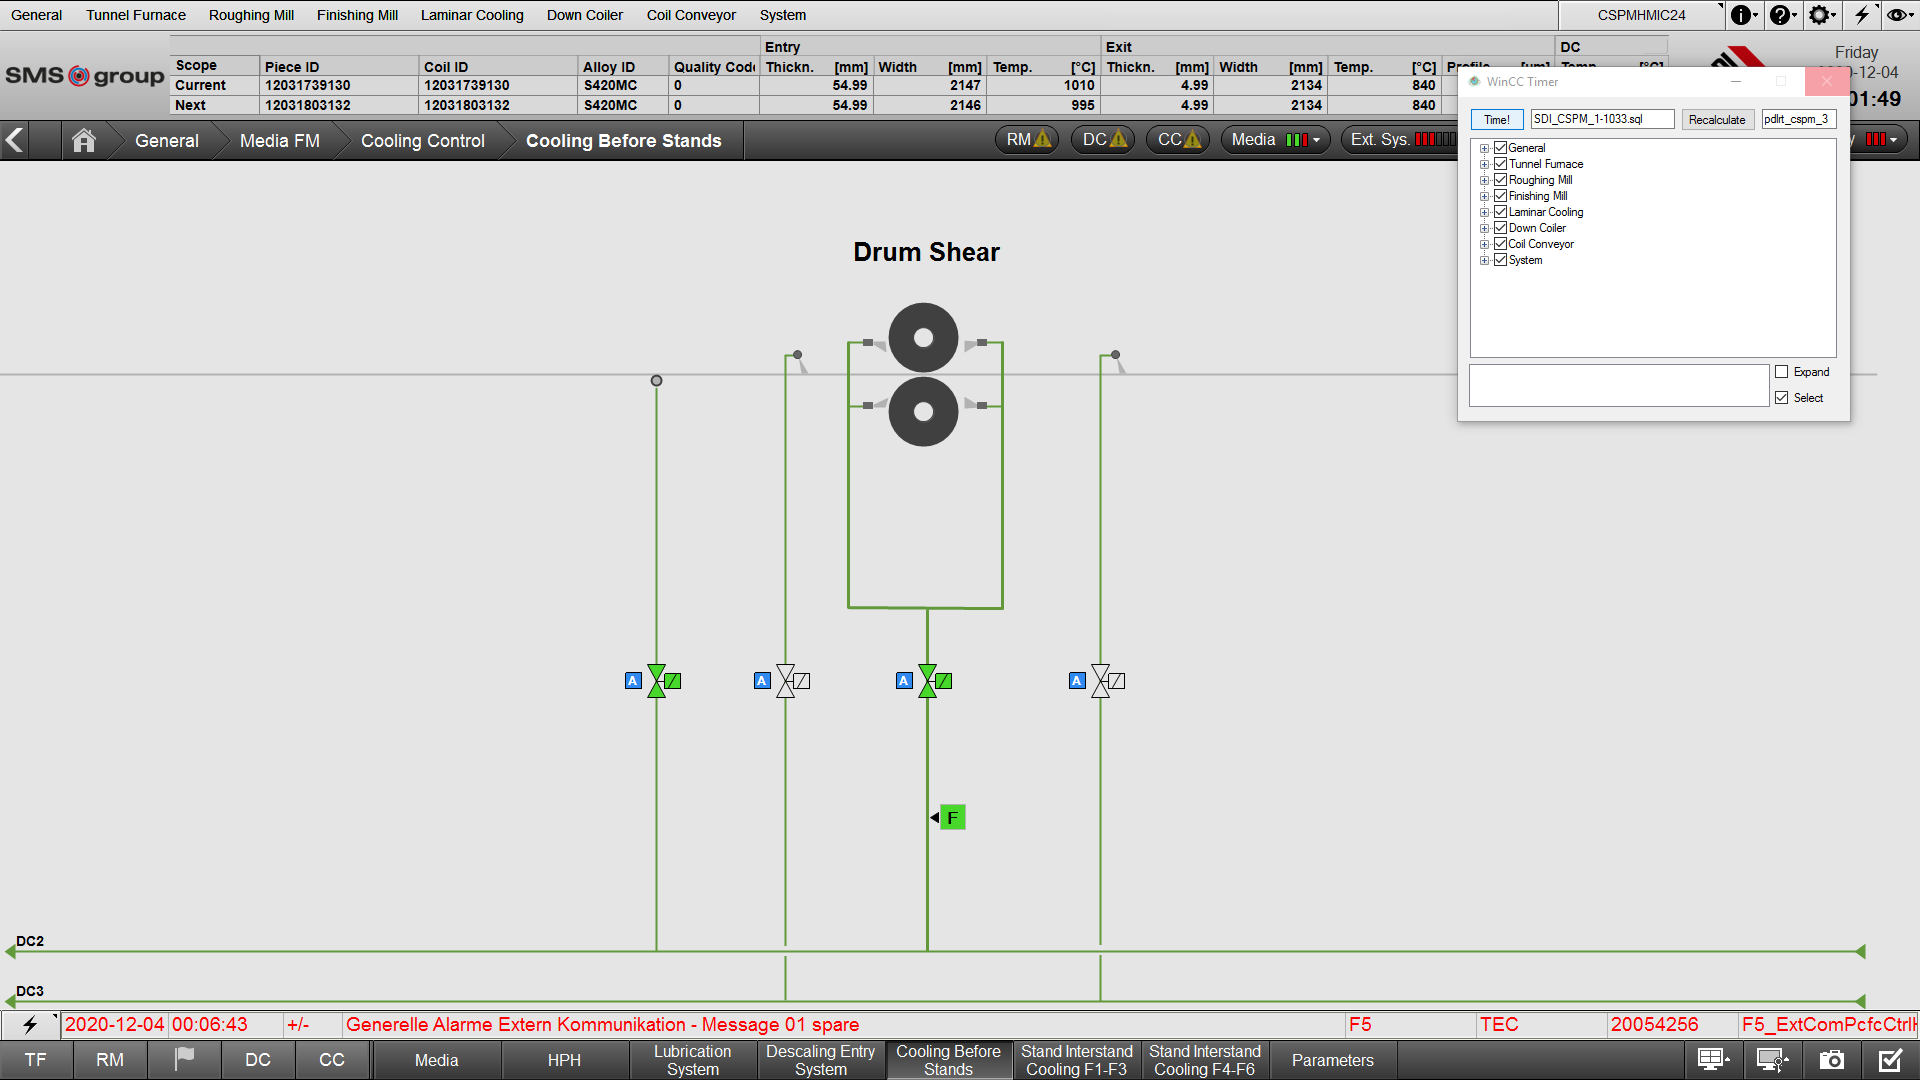 General Tunnel Furnace Roughing Mill Finishing Mill Laminar Cooling Down Coiler Coil Conveyor System CSPMHMIC24
SMS group
Entry Exit DC
Scope Piece ID Coil ID Alloy ID Quality Code Thickn. [mm] Width [mm] Temp. [°C] Thickn. [mm] Width [mm] Temp. [°C]
Current 12031739130 12031739130 S420MC 0 54.99 2147 1010 4.99 2134 840
Next 12031803132 12031803132 S420MC 0 54.99 2146 995 4.99 2134 840
Friday
-12-04
01:49
General Media FM Cooling Control Cooling Before Stands RM DC CC Media Ext. Sys.
WinCC Timer
Time! SDI_CSPM_1-1033.sql Recalculate pdlrt_cspm_3
General
Tunnel Furnace
Roughing Mill
Finishing Mill
Laminar Cooling
Down Coiler
Coil Conveyor
System
Expand
Select
Drum Shear
A A A A
F
DC2
DC3
2020-12-04 00:06:43 +/- Generelle Alarme Extern Kommunikation - Message 01 spare F5 TEC 20054256 F5_ExtComPcfcCtrl
TF RM DC CC Media HPH Lubrication System Descaling Entry System Cooling Before Stands Stand Interstand Cooling F1-F3 Stand Interstand Cooling F4-F6 Parameters